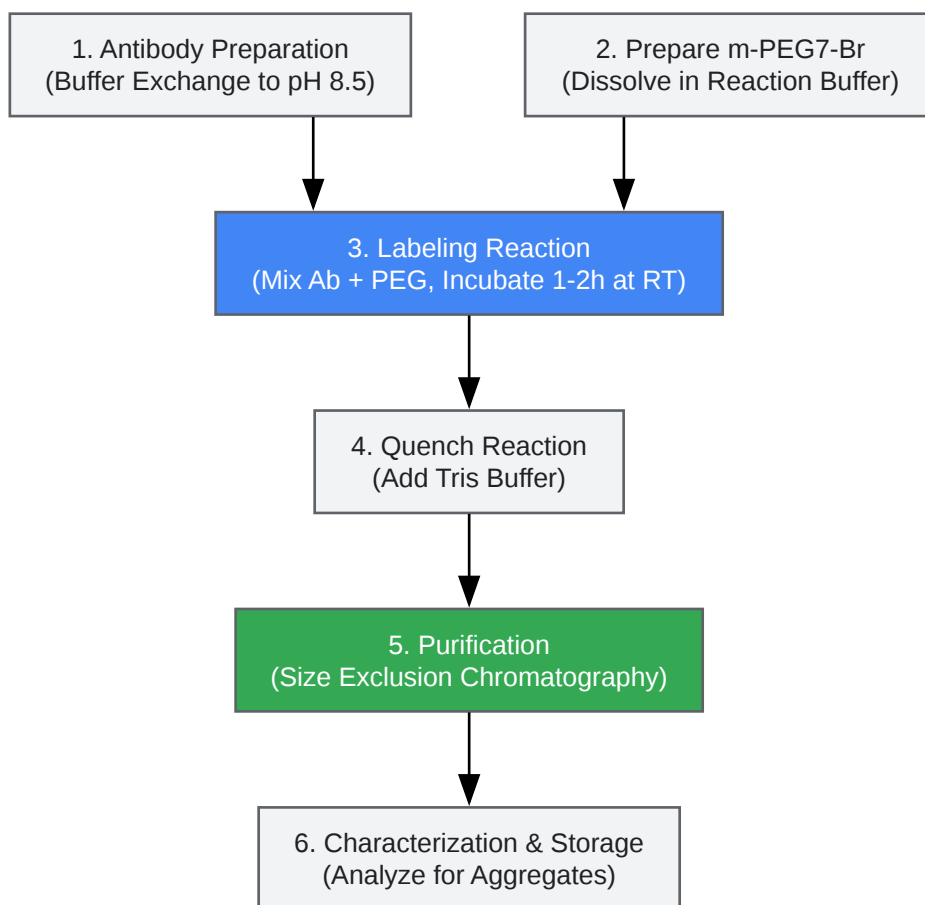 1. Antibody Preparation
(Buffer Exchange to pH 8.5)
2. Prepare m-PEG7-Br
(Dissolve in Reaction Buffer)
3. Labeling Reaction
(Mix Ab + PEG, Incubate 1-2h at RT)
4. Quench Reaction
(Add Tris Buffer)
5. Purification
(Size Exclusion Chromatography)
6. Characterization & Storage
(Analyze for Aggregates)